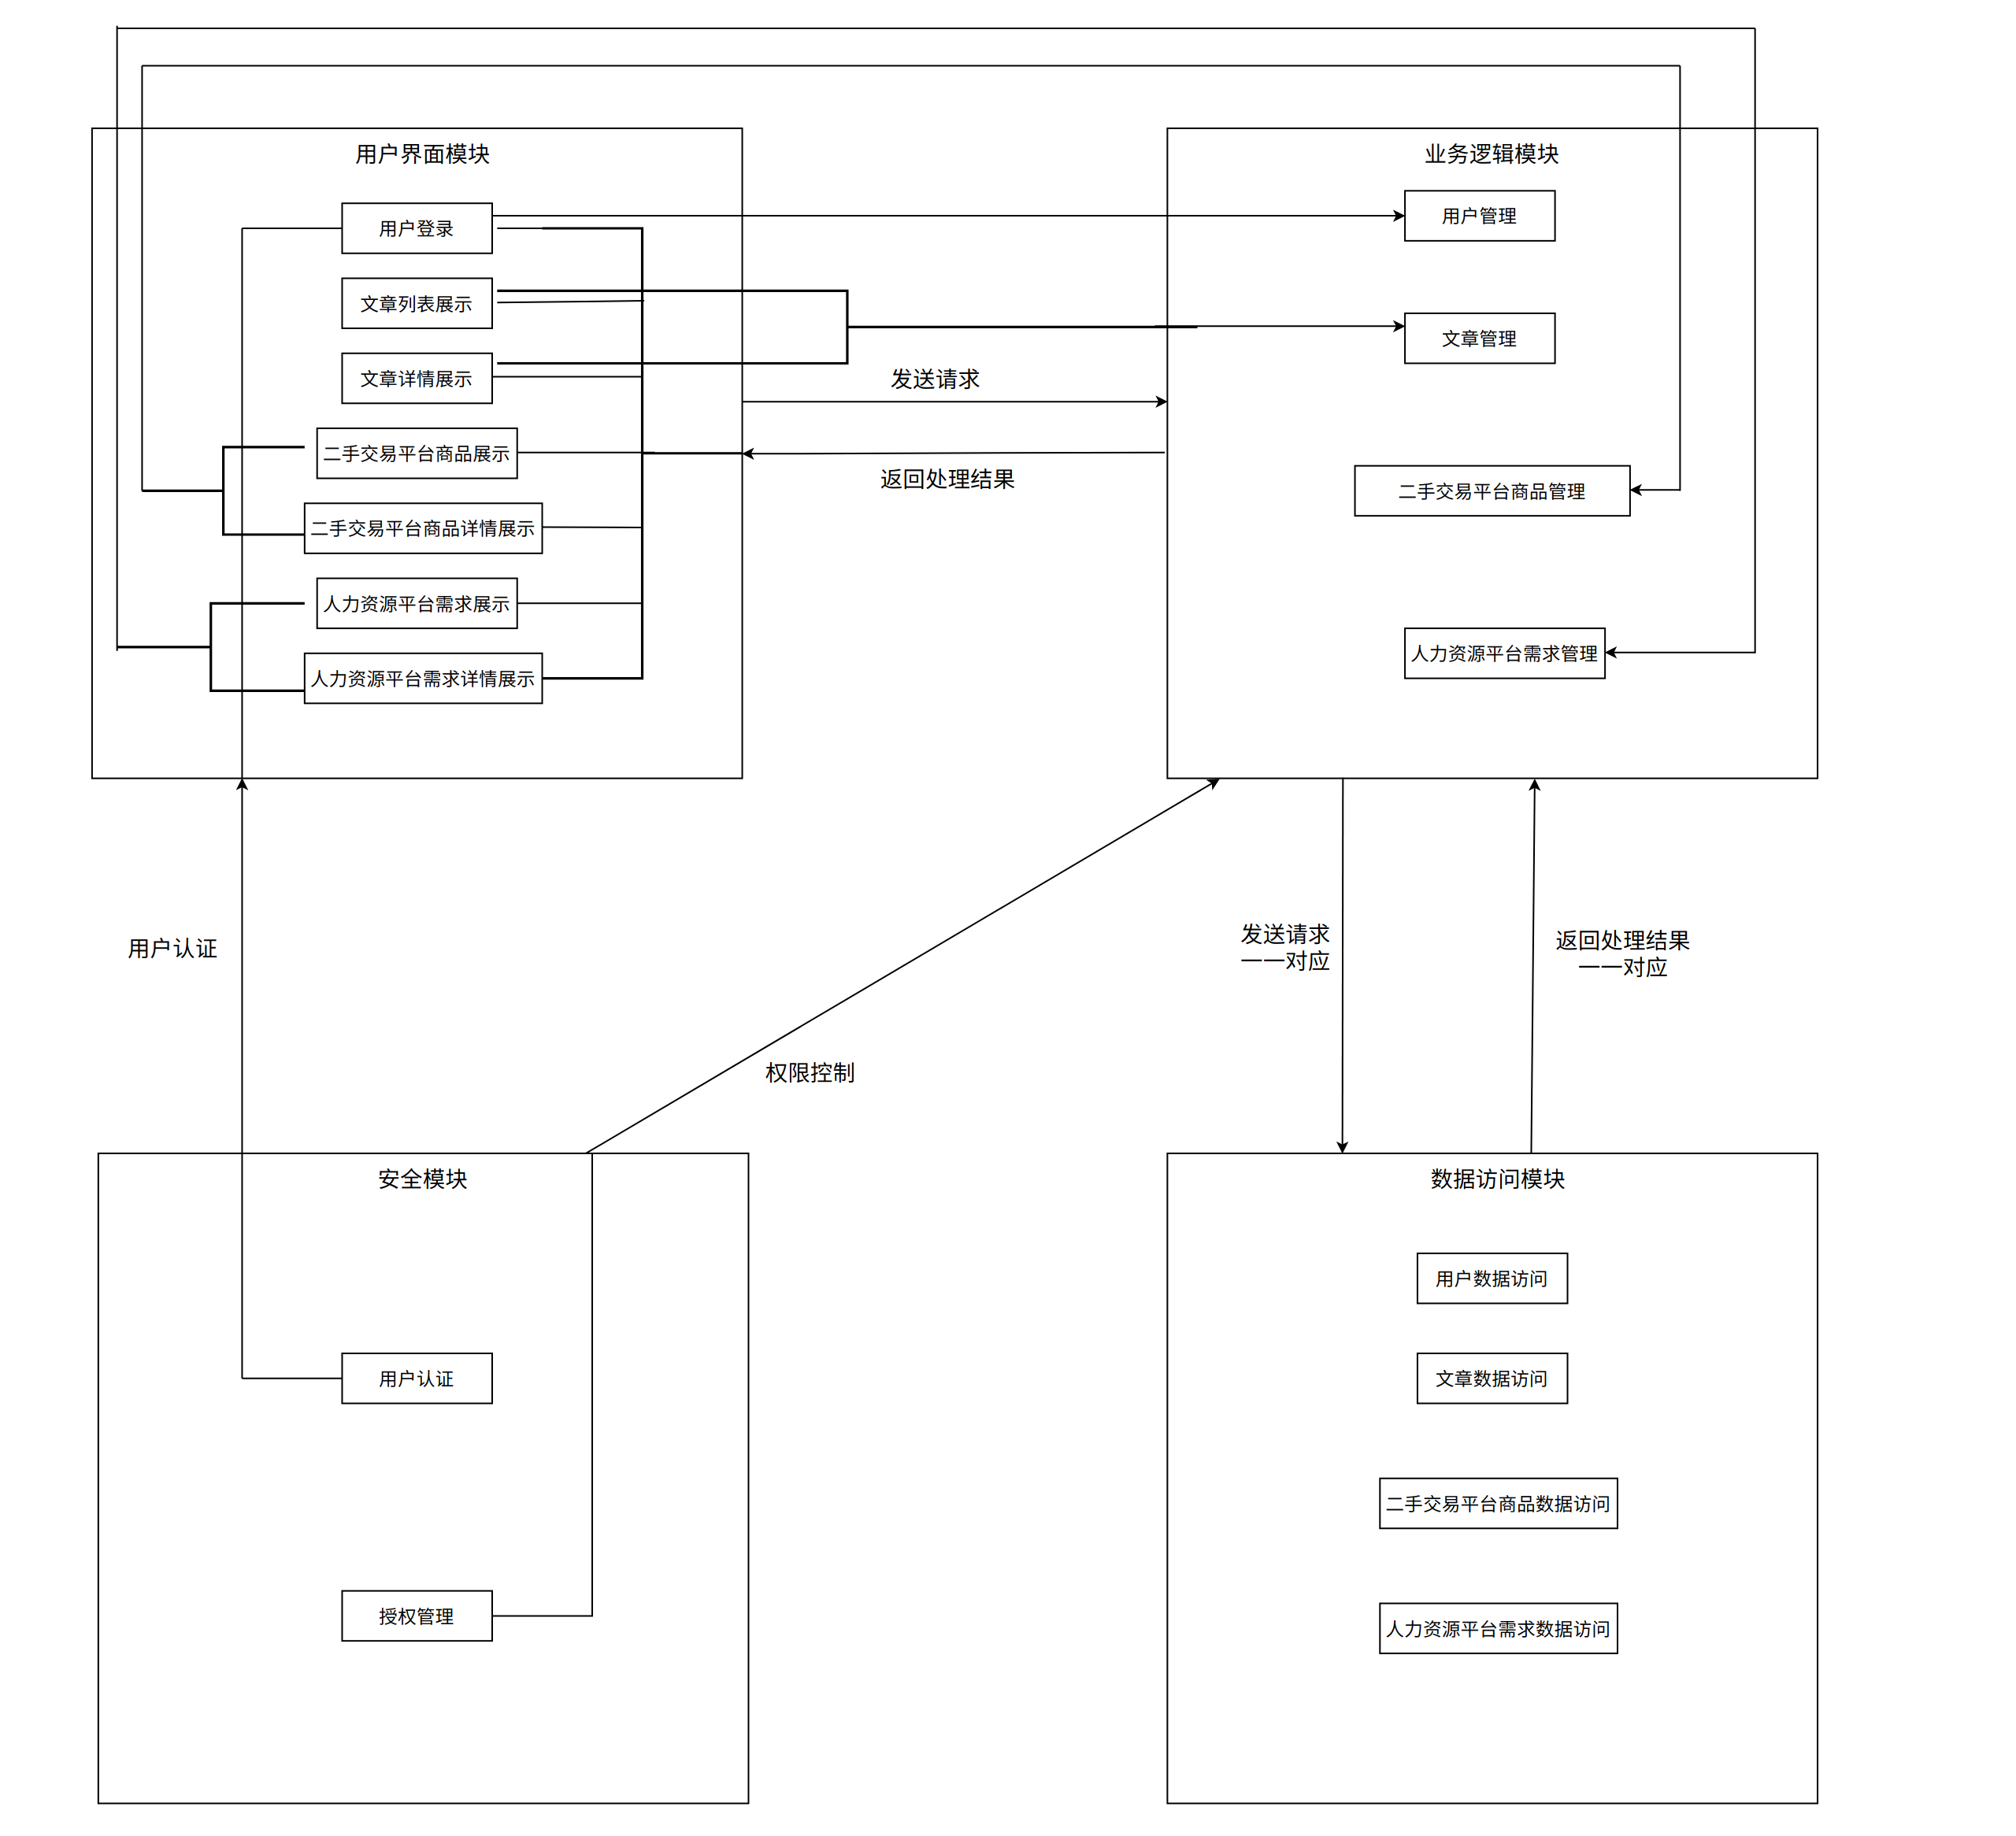 用户界面模块
用户登录
文章列表展示
文章详情展示
二手交易平台商品展示
二手交易平台商品详情展示
人力资源平台需求展示
人力资源平台需求详情展示
发送请求
返回处理结果
业务逻辑模块
用户管理
文章管理
二手交易平台商品管理
人力资源平台需求管理
用户认证
权限控制
发送请求
一一对应
返回处理结果
一一对应
安全模块
用户认证
授权管理
数据访问模块
用户数据访问
文章数据访问
二手交易平台商品数据访问
人力资源平台需求数据访问